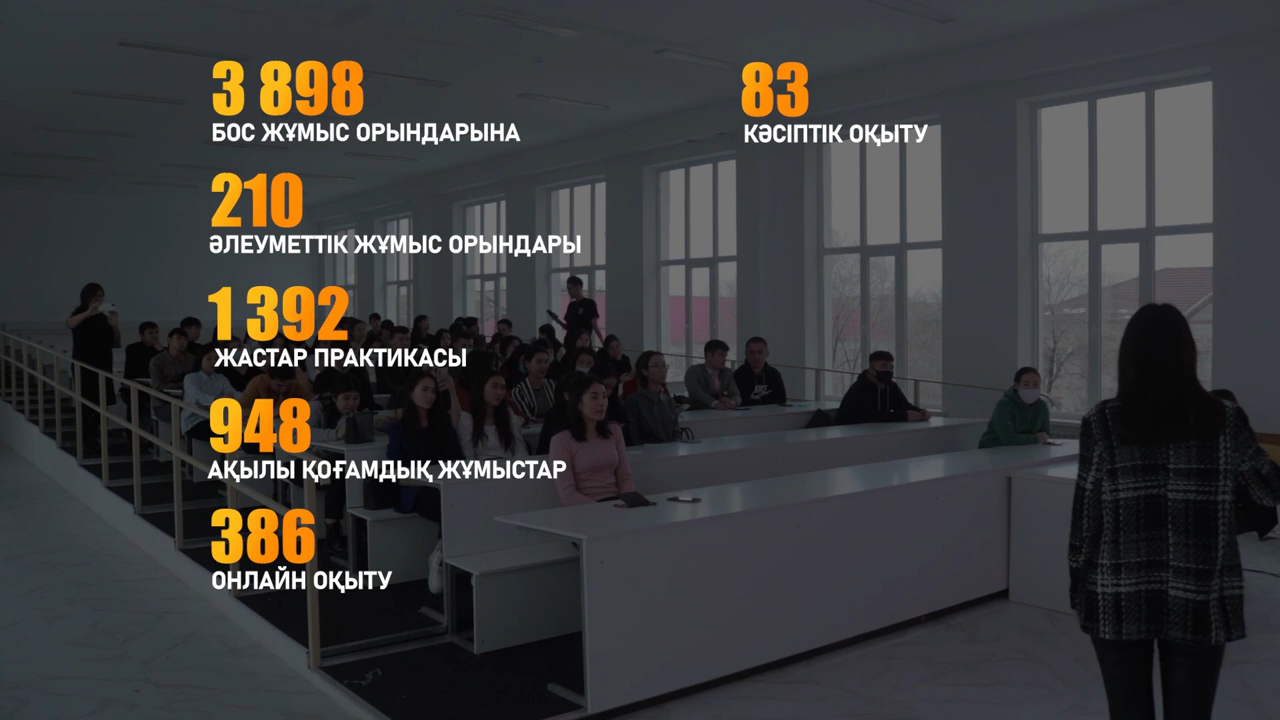 3 898
БОС ЖҰМЫС ОРЫНДАРЫНА
210
ӘЛЕУМЕТТІК ЖҰМЫС ОРЫНДАРЫ
1 392
ЖАСТАР ПРАКТИКАСЫ
948
АҚЫЛЫ ҚОҒАМДЫҚ ЖҰМЫСТАР
386
ОНЛАЙН ОҚЫТУ
83
КӘСІПТІК ОҚЫТУ